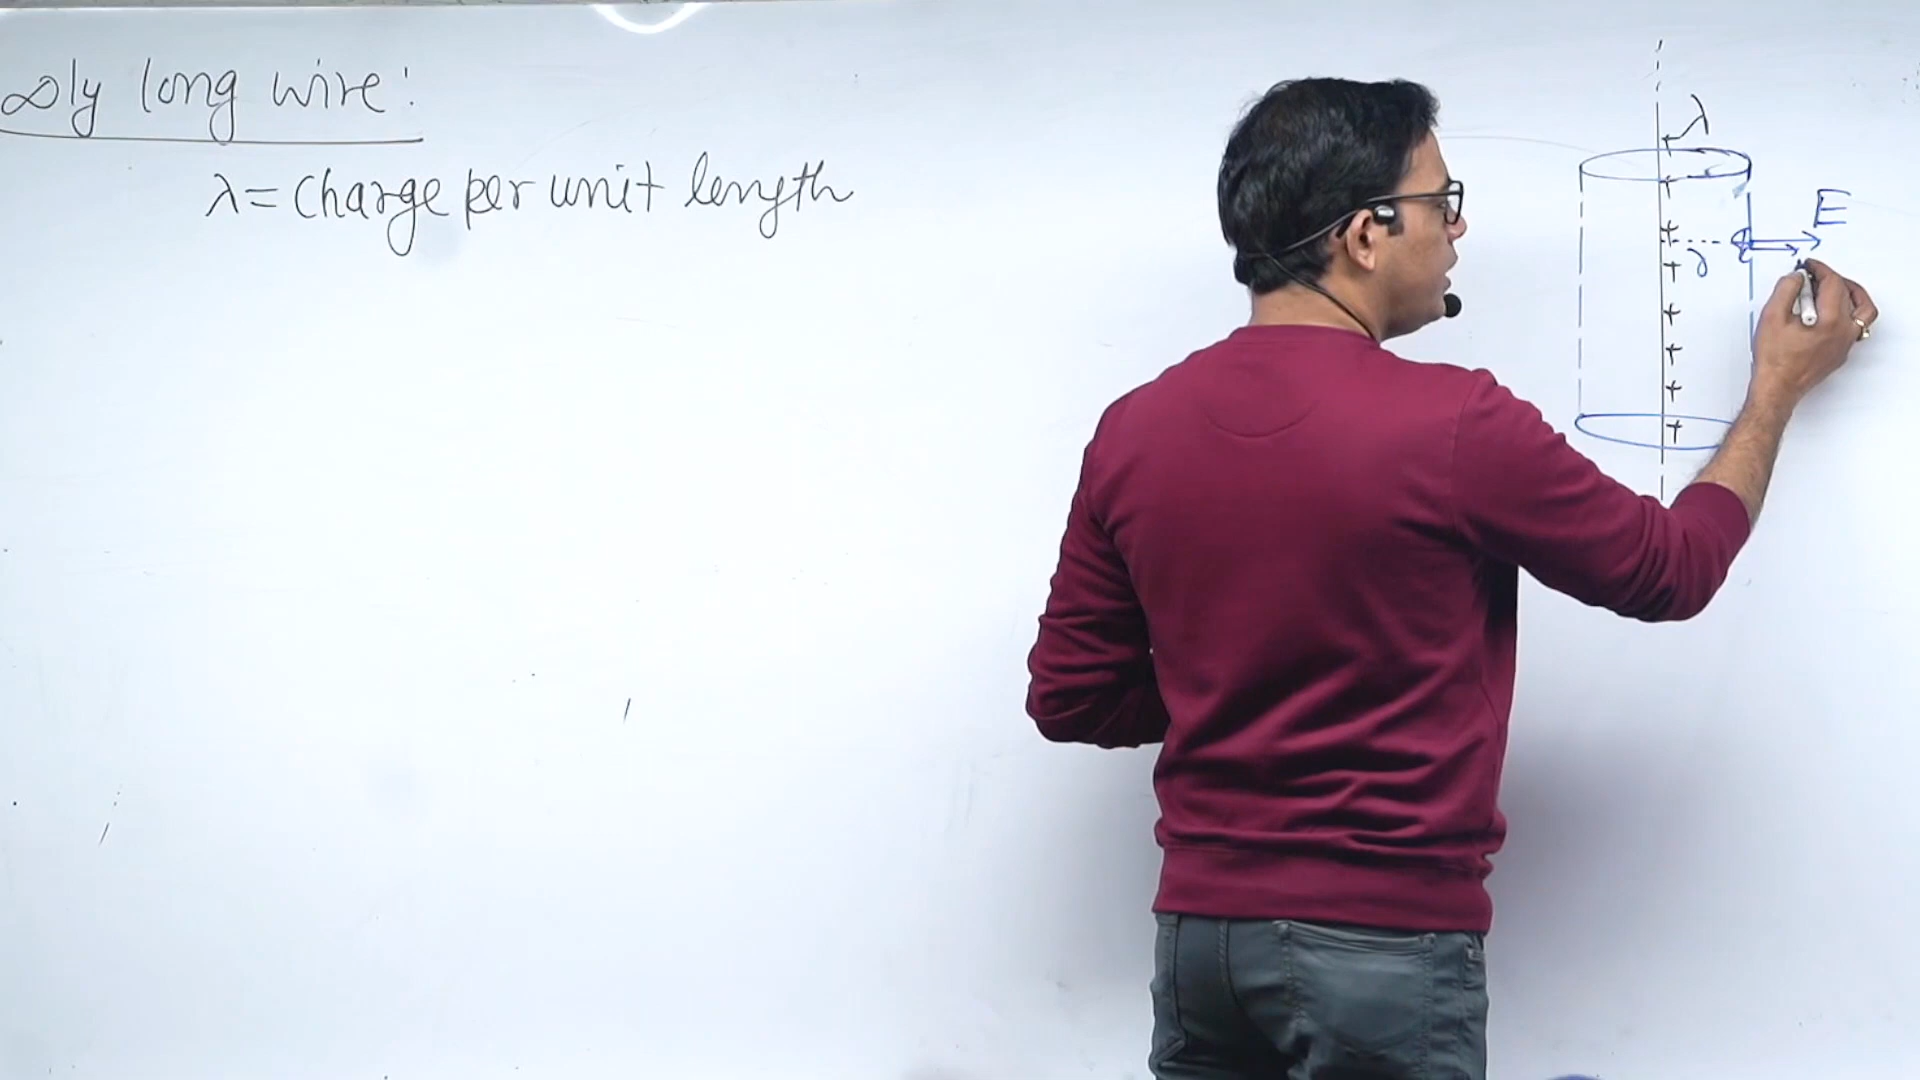 ∞ly long wire:
λ = Charge per unit length
λ
E
r